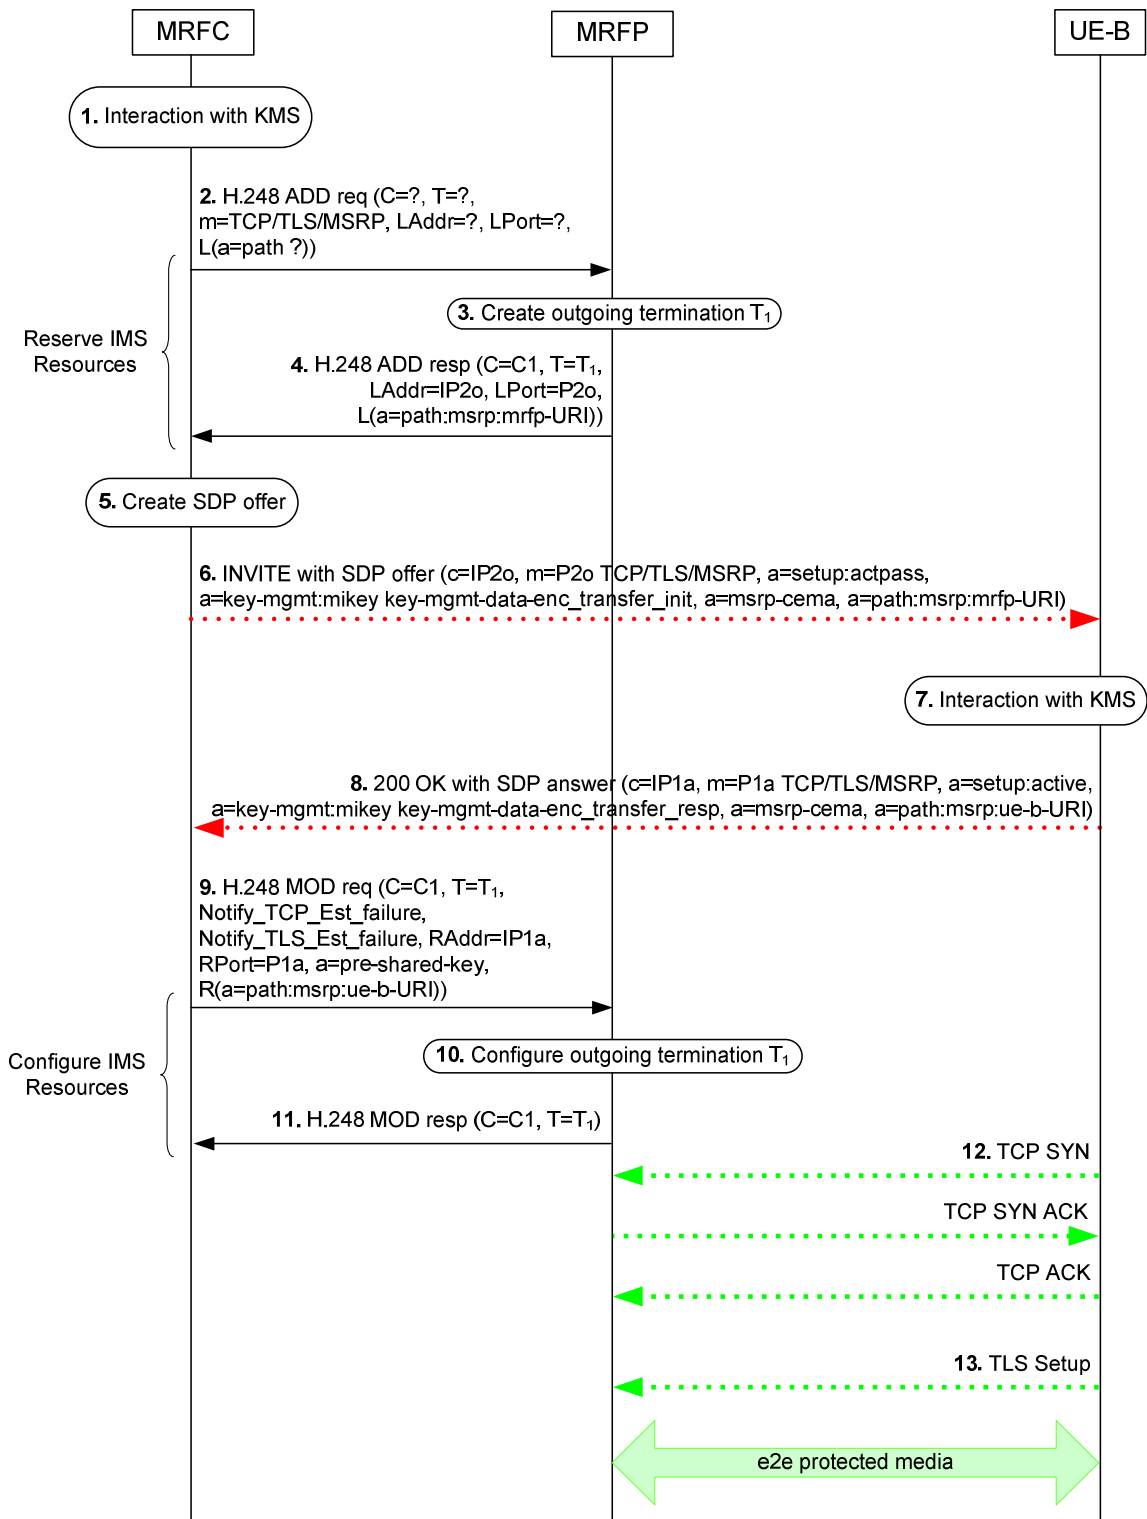 MRFC
MRFP
UE-B
1. Interaction with KMS
2. H.248 ADD req (C=?, T=?,
m=TCP/TLS/MSRP, LAddr=?, LPort=?,
L(a=path ?))
3. Create outgoing termination T₁
Reserve IMS
Resources
4. H.248 ADD resp (C=C1, T=T₁,
LAddr=IP2o, LPort=P2o,
L(a=path:msrp:mrfp-URI))
5. Create SDP offer
6. INVITE with SDP offer (c=IP2o, m=P2o TCP/TLS/MSRP, a=setup:actpass,
a=key-mgmt:mikey key-mgmt-data-enc_transfer_init, a=msrp-cema, a=path:msrp:mrfp-URI)
7. Interaction with KMS
8. 200 OK with SDP answer (c=IP1a, m=P1a TCP/TLS/MSRP, a=setup:active,
a=key-mgmt:mikey key-mgmt-data-enc_transfer_resp, a=msrp-cema, a=path:msrp:ue-b-URI)
9. H.248 MOD req (C=C1, T=T₁,
Notify_TCP_Est_failure,
Notify_TLS_Est_failure, RAddr=IP1a,
RPort=P1a, a=pre-shared-key,
R(a=path:msrp:ue-b-URI))
10. Configure outgoing termination T₁
Configure IMS
Resources
11. H.248 MOD resp (C=C1, T=T₁)
12. TCP SYN
TCP SYN ACK
TCP ACK
13. TLS Setup
e2e protected media